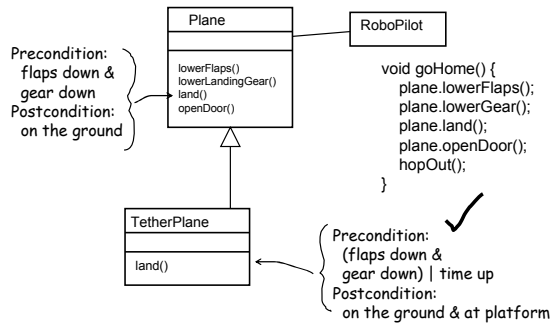 Plane
lowerFlaps()
lowerLandingGear()
land()
openDoor()
RoboPilot
Precondition:
flaps down &
gear down
Postcondition:
on the ground
void goHome() {
plane.lowerFlaps();
plane.lowerGear();
plane.land();
plane.openDoor();
hopOut();
}
TetherPlane
land()
Precondition:
(flaps down &
gear down) | time up
Postcondition:
on the ground & at platform